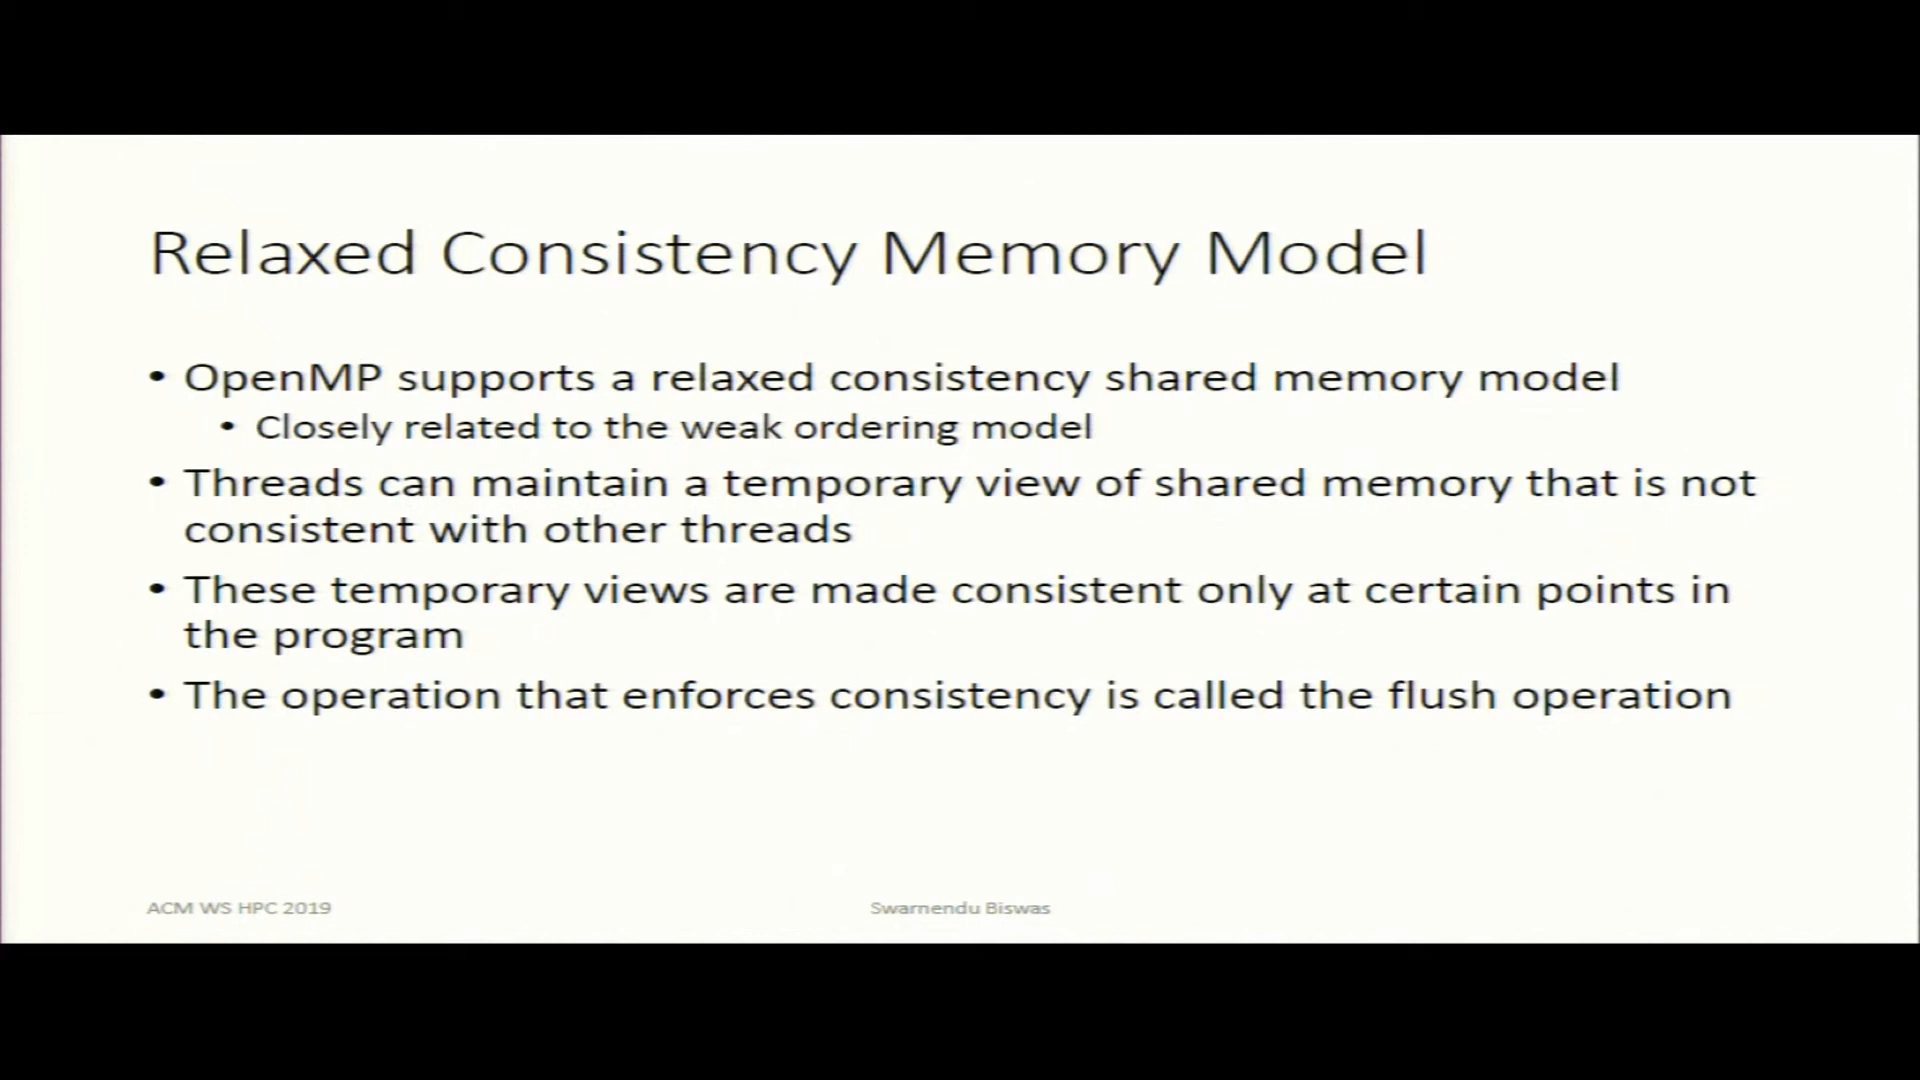 Relaxed Consistency Memory Model
• OpenMP supports a relaxed consistency shared memory model
• Closely related to the weak ordering model
• Threads can maintain a temporary view of shared memory that is not
consistent with other threads
• These temporary views are made consistent only at certain points in
the program
• The operation that enforces consistency is called the flush operation
ACM WS HPC 2019
Swarnendu Biswas